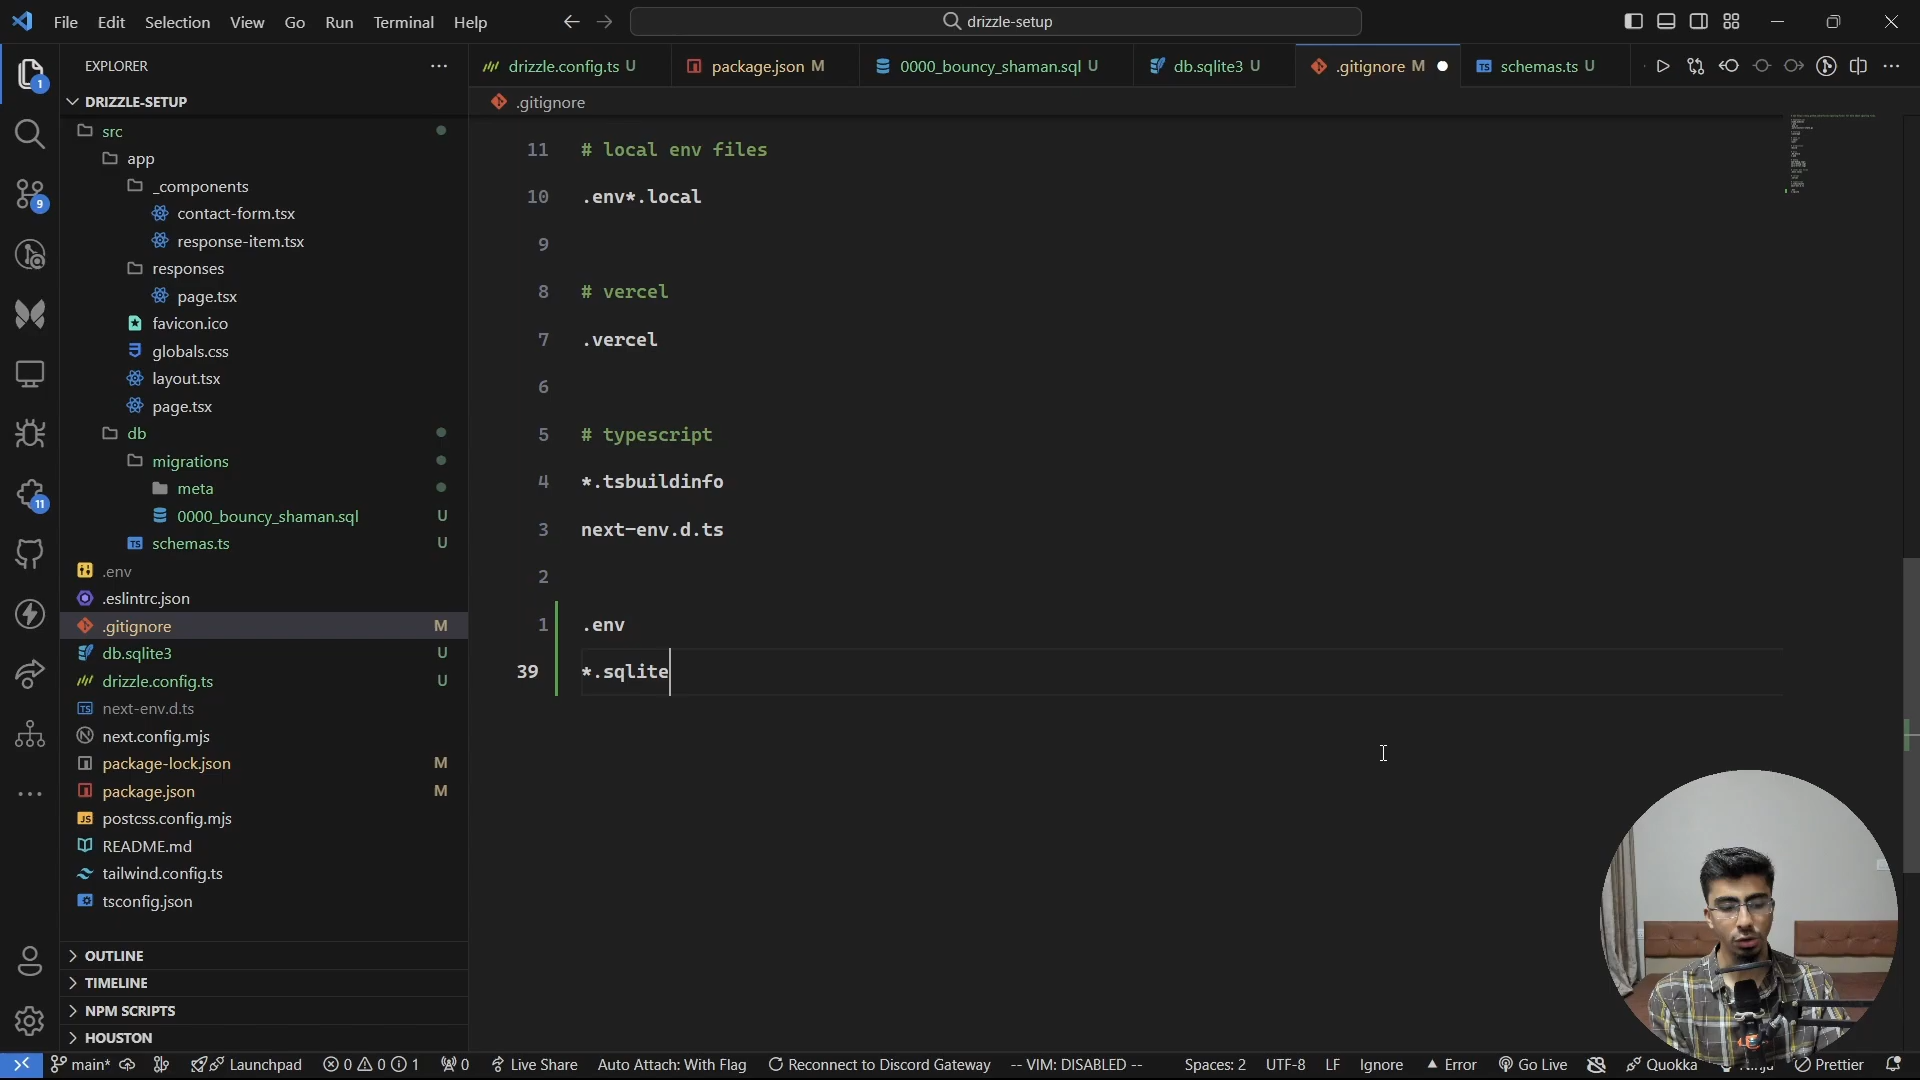 File Edit Selection View Go Run Terminal Help
drizzle-setup
EXPLORER
drizzle.config.ts U
package.json M
0000_bouncy_shaman.sql U
db.sqlite3 U
.gitignore M
schemas.ts U
DRIZZLE-SETUP
.gitignore
src
app
_components
contact-form.tsx
response-item.tsx
responses
page.tsx
favicon.ico
globals.css
layout.tsx
page.tsx
db
migrations
meta
0000_bouncy_shaman.sql U
schemas.ts U
.env
.eslintrc.json
.gitignore M
db.sqlite3 U
drizzle.config.ts U
next-env.d.ts
next.config.mjs
package-lock.json M
package.json M
postcss.config.mjs
README.md
tailwind.config.ts
tsconfig.json
OUTLINE
TIMELINE
NPM SCRIPTS
HOUSTON
1
9
11
11 # local env files
10 .env*.local
9
8 # vercel
7 .vercel
6
5 # typescript
4 *.tsbuildinfo
3 next-env.d.ts
2
1 .env
39 *.sqlite
main* Launchpad 0 0 1 0 Live Share Auto Attach: With Flag Reconnect to Discord Gateway -- VIM: DISABLED -- Spaces: 2 UTF-8 LF Ignore Error Go Live Quokka Prettier